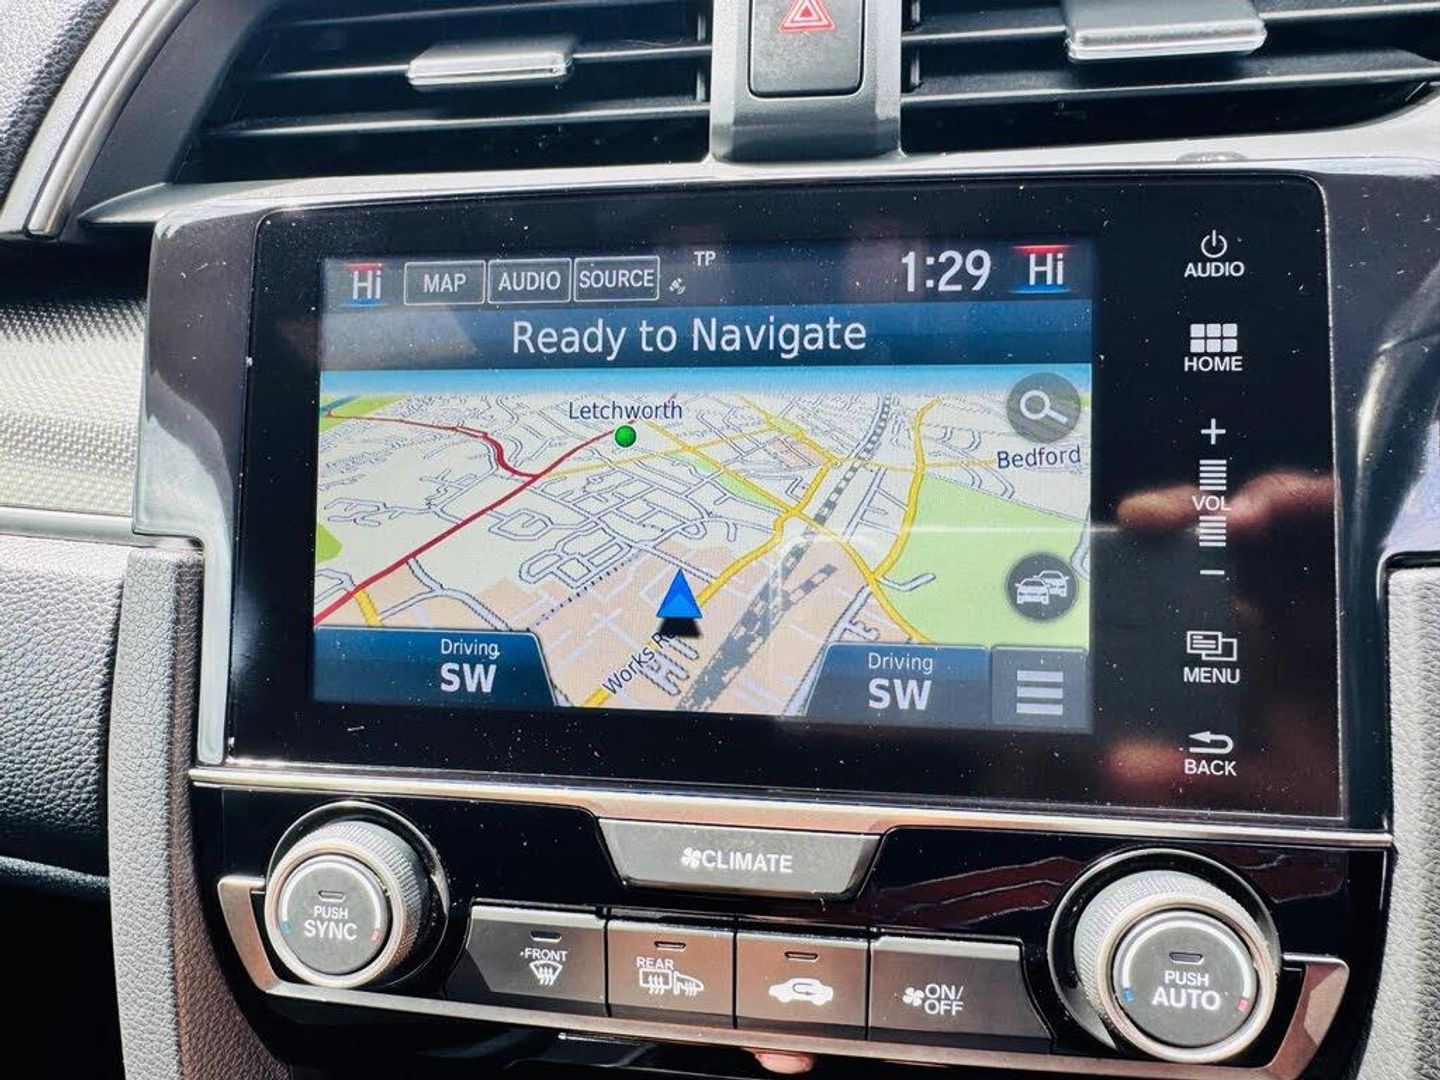 Hi MAP AUDIO SOURCE TP 1:29 Hi
Ready to Navigate
Letchworth
Bedford
Works R
Driving
SW
Driving
SW
AUDIO
HOME
+
VOL
−
MENU
BACK
CLIMATE
PUSH
SYNC
FRONT
REAR
ON/
OFF
PUSH
AUTO